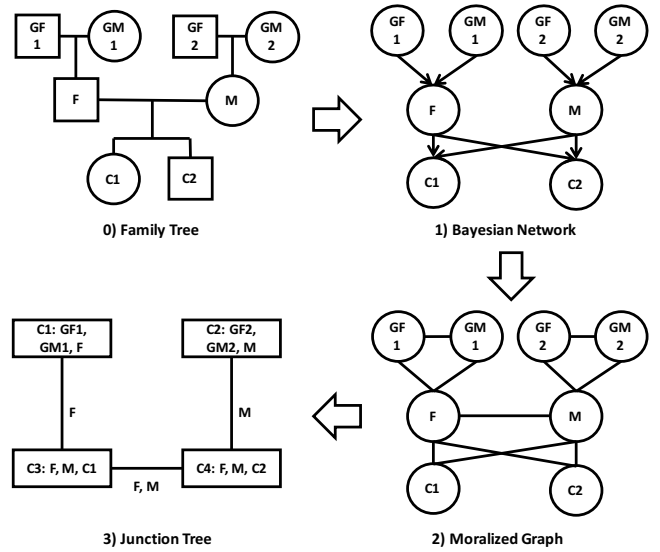 GF
1
GM
1
GF
2
GM
2
F
M
C1
C2
0) Family Tree
GF
1
GM
1
GF
2
GM
2
F
M
C1
C2
1) Bayesian Network
C1: GF1,
GM1, F
C2: GF2,
GM2, M
F
M
C3: F, M, C1
F, M
C4: F, M, C2
3) Junction Tree
GF
1
GM
1
GF
2
GM
2
F
M
C1
C2
2) Moralized Graph